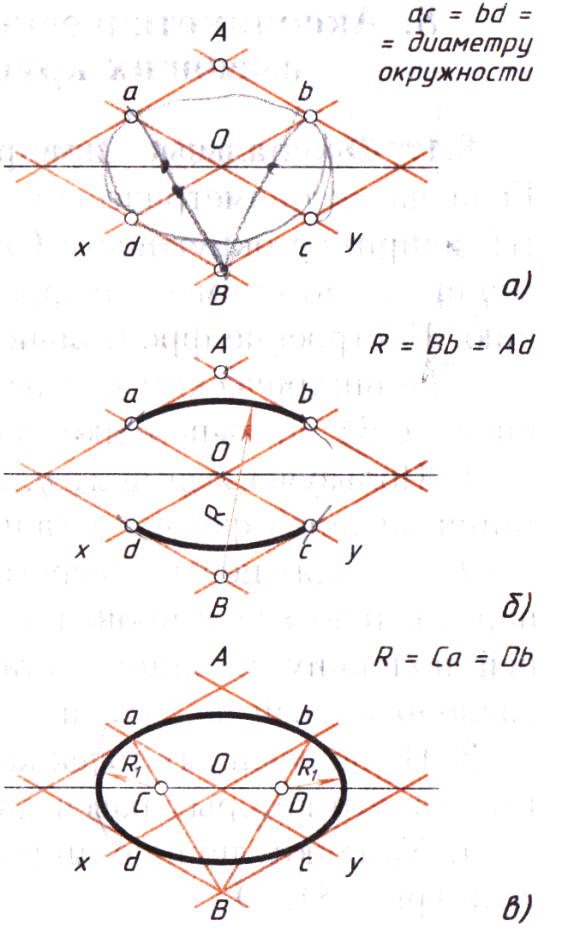 ac = bd =
= диаметру
окружности
A
a b
O
x d c y
B
а)
R = Bb = Ad
A
a b
O
R
x d c y
B
б)
R = Ca = Db
A
a b
R₁ O R₁
C D
x d c y
B
в)